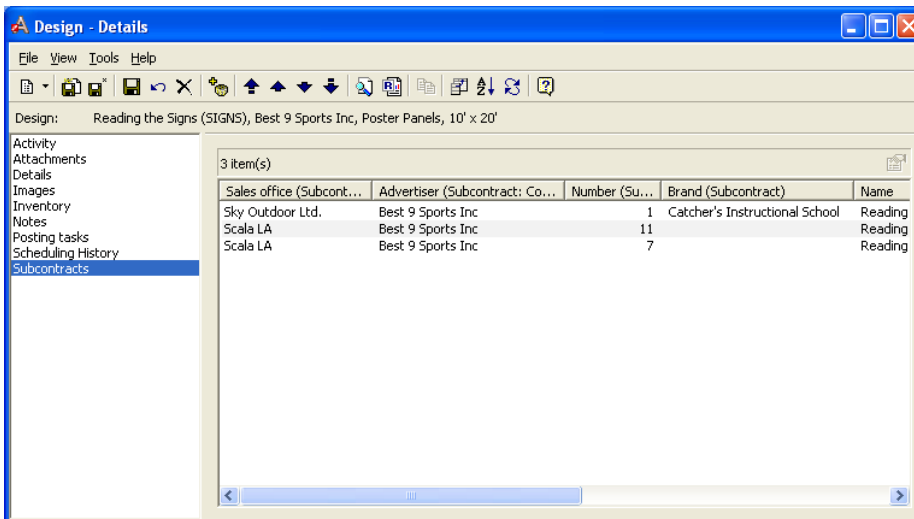 Design - Details
File View Tools Help
Design: Reading the Signs (SIGNS), Best 9 Sports Inc, Poster Panels, 10' x 20'
Activity
Attachments
Details
Images
Inventory
Notes
Posting tasks
Scheduling History
Subcontracts
3 item(s)
Sales office (Subcont... Advertiser (Subcontract: Co... Number (Su... Brand (Subcontract) Name
Sky Outdoor Ltd. Best 9 Sports Inc 1 Catcher's Instructional School Reading
Scala LA Best 9 Sports Inc 11 Reading
Scala LA Best 9 Sports Inc 7 Reading